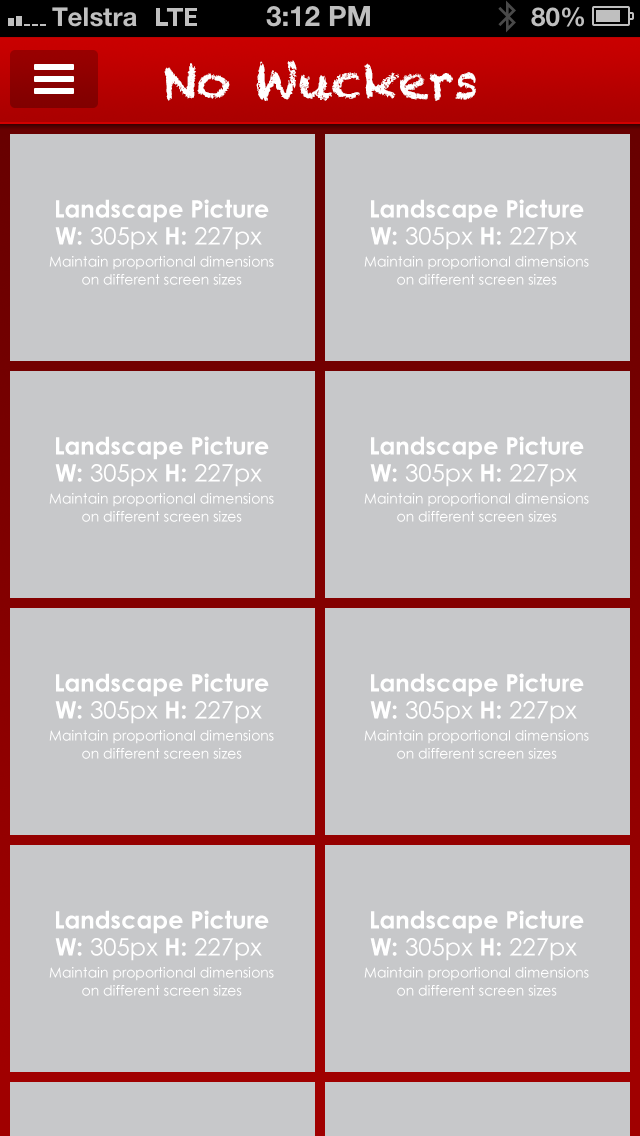 Telstra LTE 3:12 PM 80%
No Wuckers
Landscape Picture
W: 305px H: 227px
Maintain proportional dimensions
on different screen sizes
Landscape Picture
W: 305px H: 227px
Maintain proportional dimensions
on different screen sizes
Landscape Picture
W: 305px H: 227px
Maintain proportional dimensions
on different screen sizes
Landscape Picture
W: 305px H: 227px
Maintain proportional dimensions
on different screen sizes
Landscape Picture
W: 305px H: 227px
Maintain proportional dimensions
on different screen sizes
Landscape Picture
W: 305px H: 227px
Maintain proportional dimensions
on different screen sizes
Landscape Picture
W: 305px H: 227px
Maintain proportional dimensions
on different screen sizes
Landscape Picture
W: 305px H: 227px
Maintain proportional dimensions
on different screen sizes